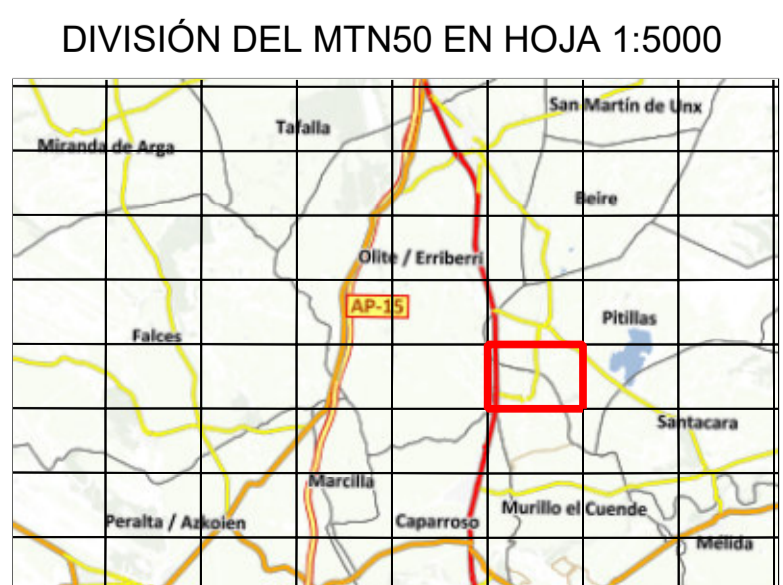 DIVISIÓN DEL MTN50 EN HOJA 1:5000
San Martín de Unx
Tafalla
Miranda de Arga
Beire
Olite / Erriberri
AP-15
Pitillas
Falces
Santacara
Marcilla
Murillo el Cuende
Peralta / Azkoien
Caparroso
Mélida